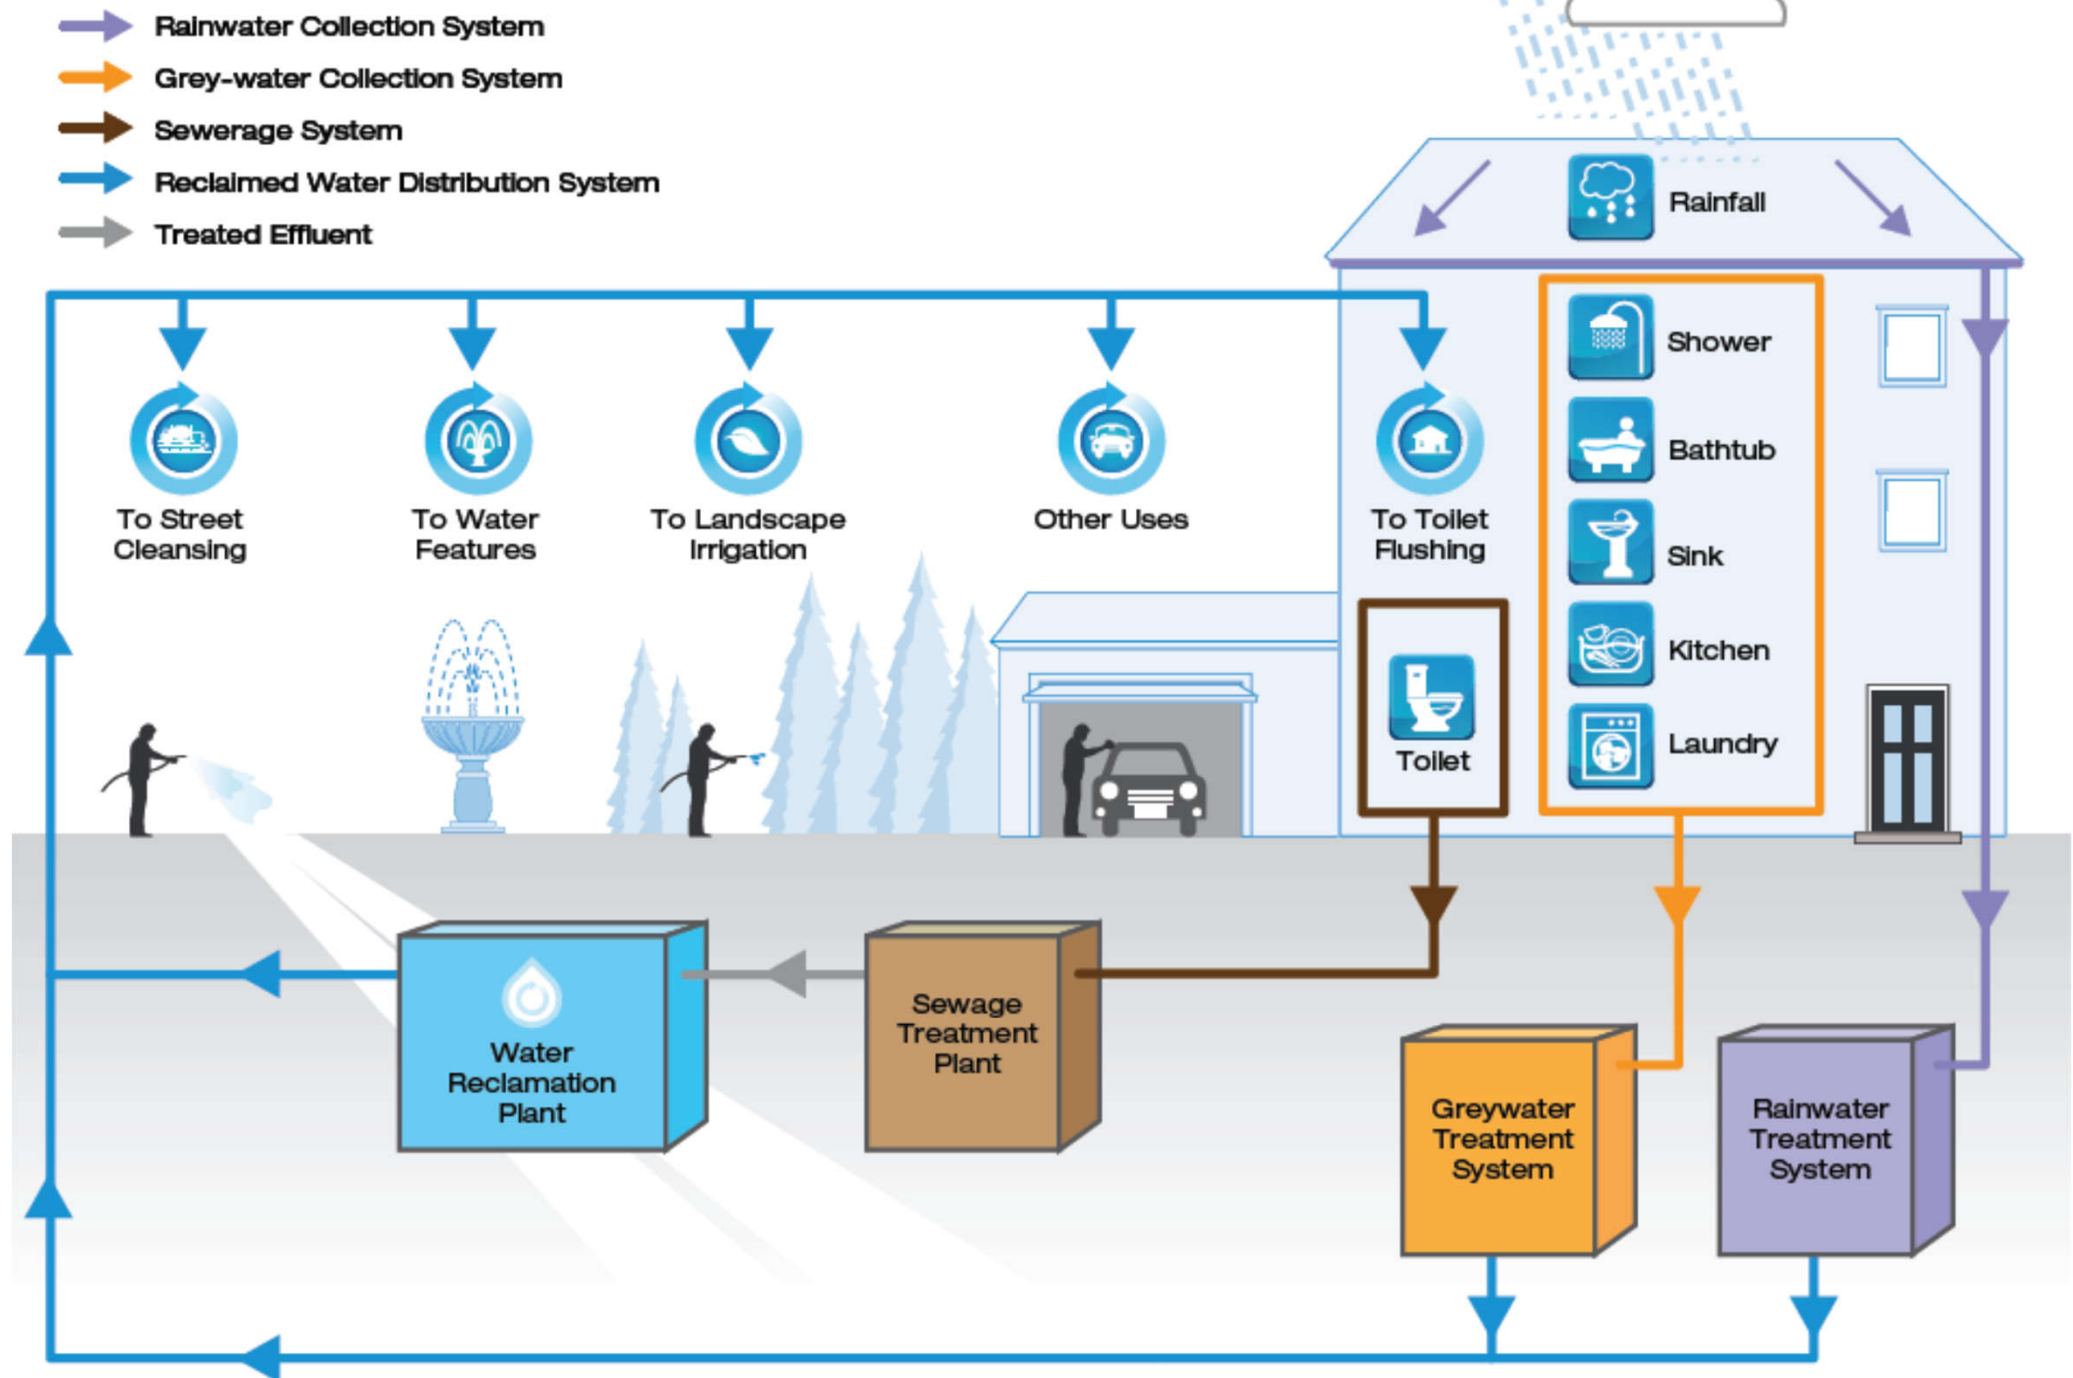 Rainwater Collection System
Grey-water Collection System
Sewerage System
Reclaimed Water Distribution System
Treated Effluent
Rainfall
Shower
Bathtub
Sink
Kitchen
Laundry
To Street
Cleansing
To Water
Features
To Landscape
Irrigation
Other Uses
To Toilet
Flushing
Toilet
Water
Reclamation
Plant
Sewage
Treatment
Plant
Greywater
Treatment
System
Rainwater
Treatment
System